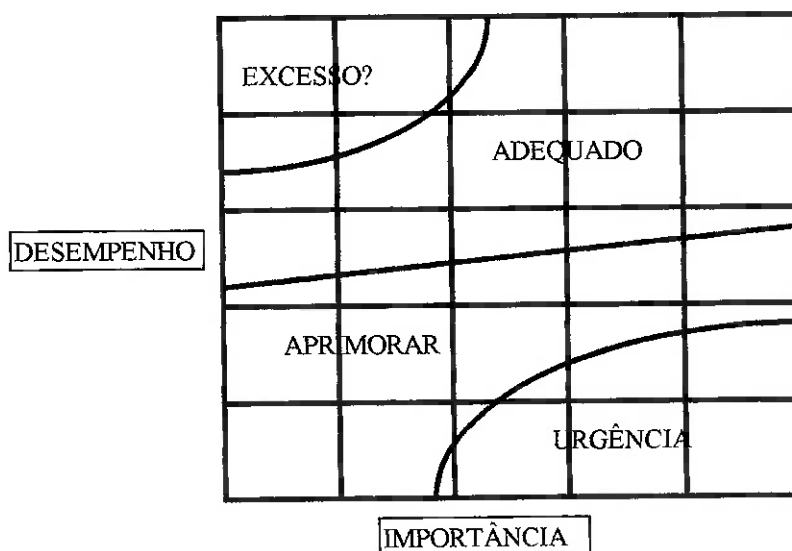 EXCESSO?
ADEQUADO
DESEMPENHO
APRIMORAR
URGÊNCIA
IMPORTÂNCIA